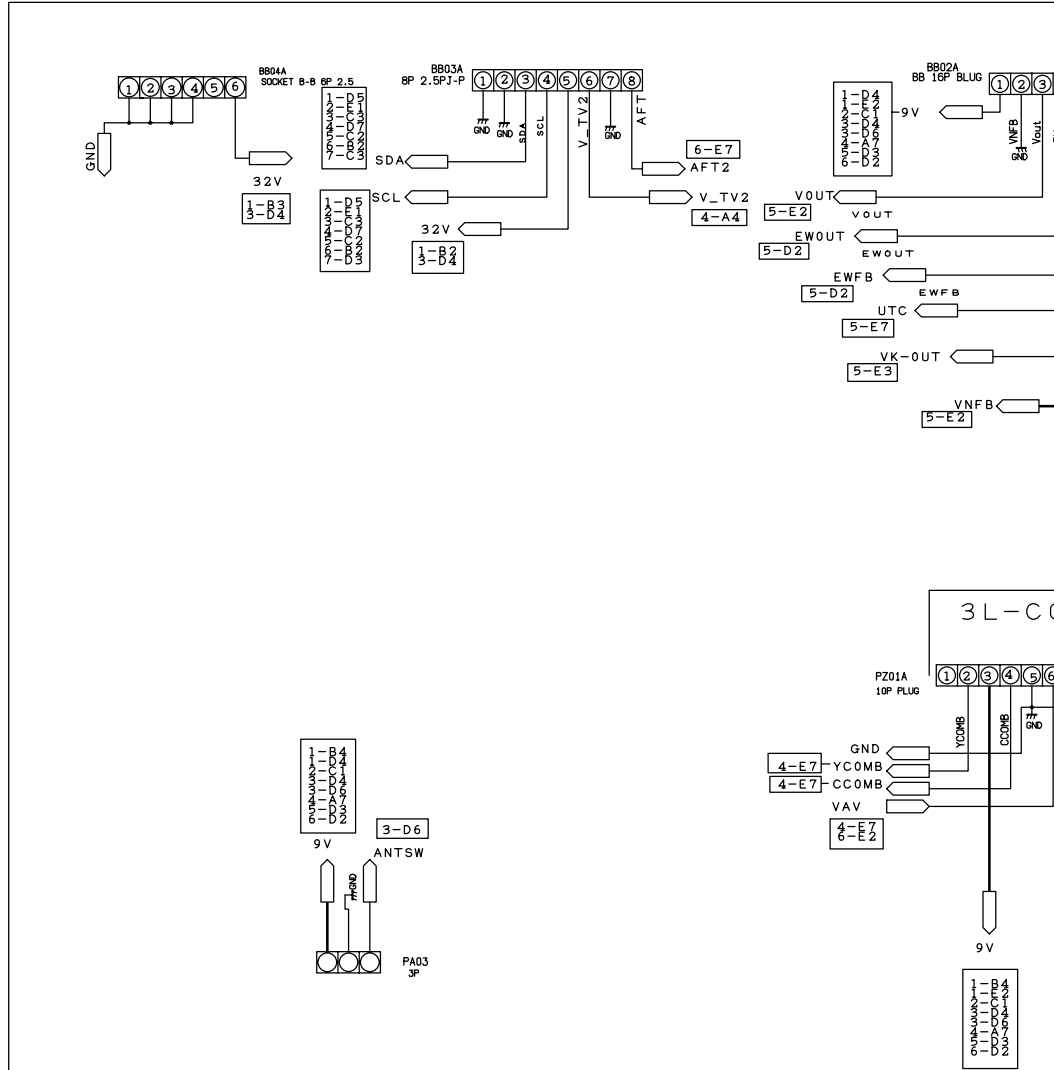 BB04A
SOCKET B-B 6P 2.5
1 2 3 4 5 6
GND
32V
1-B3
3-D4
1-D5
2-E1
3-C3
4-D7
5-C2
6-B2
7-C3
BB03A
8P 2.5PJ-P
1 2 3 4 5 6 7 8
GND GND SDA SCL V_TV2 GND AFT
SDA
SCL
1-D5
2-E1
3-C3
4-D7
5-C2
6-B2
7-D3
32V
1-B2
3-D4
6-E7
AFT2
V_TV2
4-A4
BB02A
BB 16P BLUG
1 2 3
1-D4
1-E2
2-C1
3-D4
3-D6
4-A7
5-D3
6-D2
9V
VNFB
GND
Vout
VOUT
5-E2
VOUT
EWOUT
5-D2
EWOUT
EWFB
5-D2
EWFB
UTC
5-E7
VK-OUT
5-E3
VNFB
5-E2
3L-CO
PZ01A
10P PLUG
1 2 3 4 5 6
YCOMB
CCOMB
GND
GND
4-E7 YCOMB
4-E7 CCOMB
VAV
4-E7
6-E2
9V
1-B4
1-E2
2-C1
3-D4
3-D6
4-A7
5-D3
6-D2
1-B4
1-D4
2-C1
3-D4
3-D6
4-A7
5-D3
6-D2
9V
3-D6
ANTSW
GND
PA03
3P